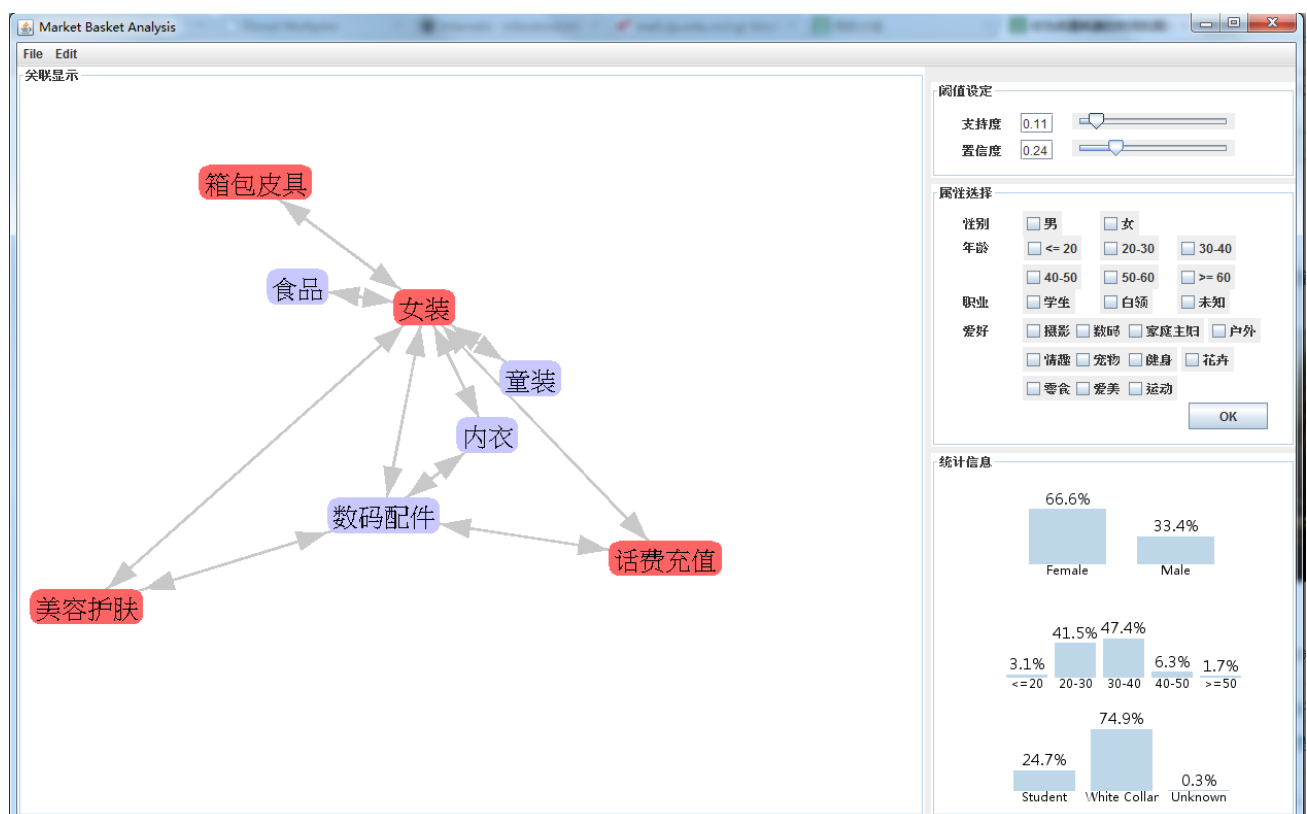 Market Basket Analysis
File Edit
关联显示
箱包皮具
食品
女装
童装
内衣
数码配件
话费充值
美容护肤
阈值设定
支持度 0.11
置信度 0.24
属性选择
性别 男 女
年龄 <= 20 20-30 30-40
40-50 50-60 >= 60
职业 学生 白领 未知
爱好 摄影 数码 家庭主妇 户外
情趣 宠物 健身 花卉
零食 爱美 运动
OK
统计信息
66.6%
33.4%
Female Male
41.5% 47.4%
3.1% 6.3% 1.7%
<=20 20-30 30-40 40-50 >=50
74.9%
24.7%
0.3%
Student White Collar Unknown